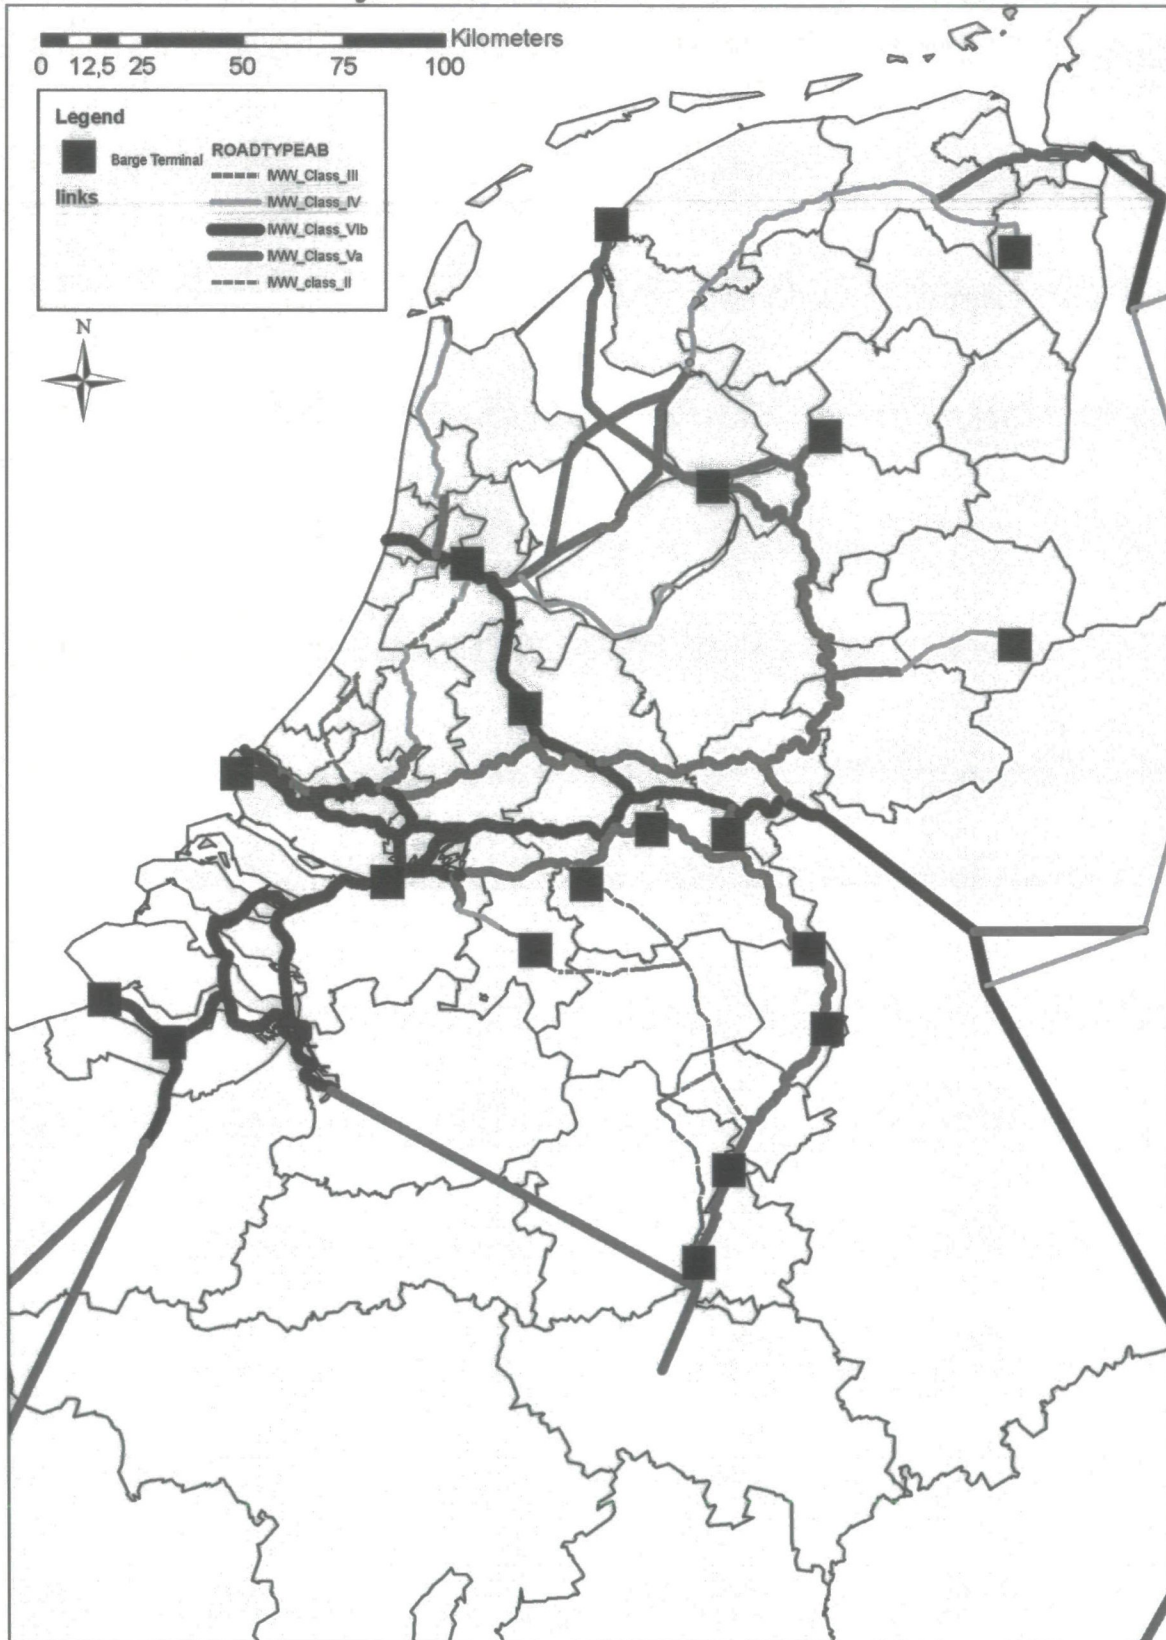 Kilometers
0 12,5 25 50 75 100
Legend
Barge Terminal
ROADTYPEAB
IWW_Class_III
links
IWW_Class_IV
IWW_Class_VIb
IWW_Class_Va
IWW_class_II
N